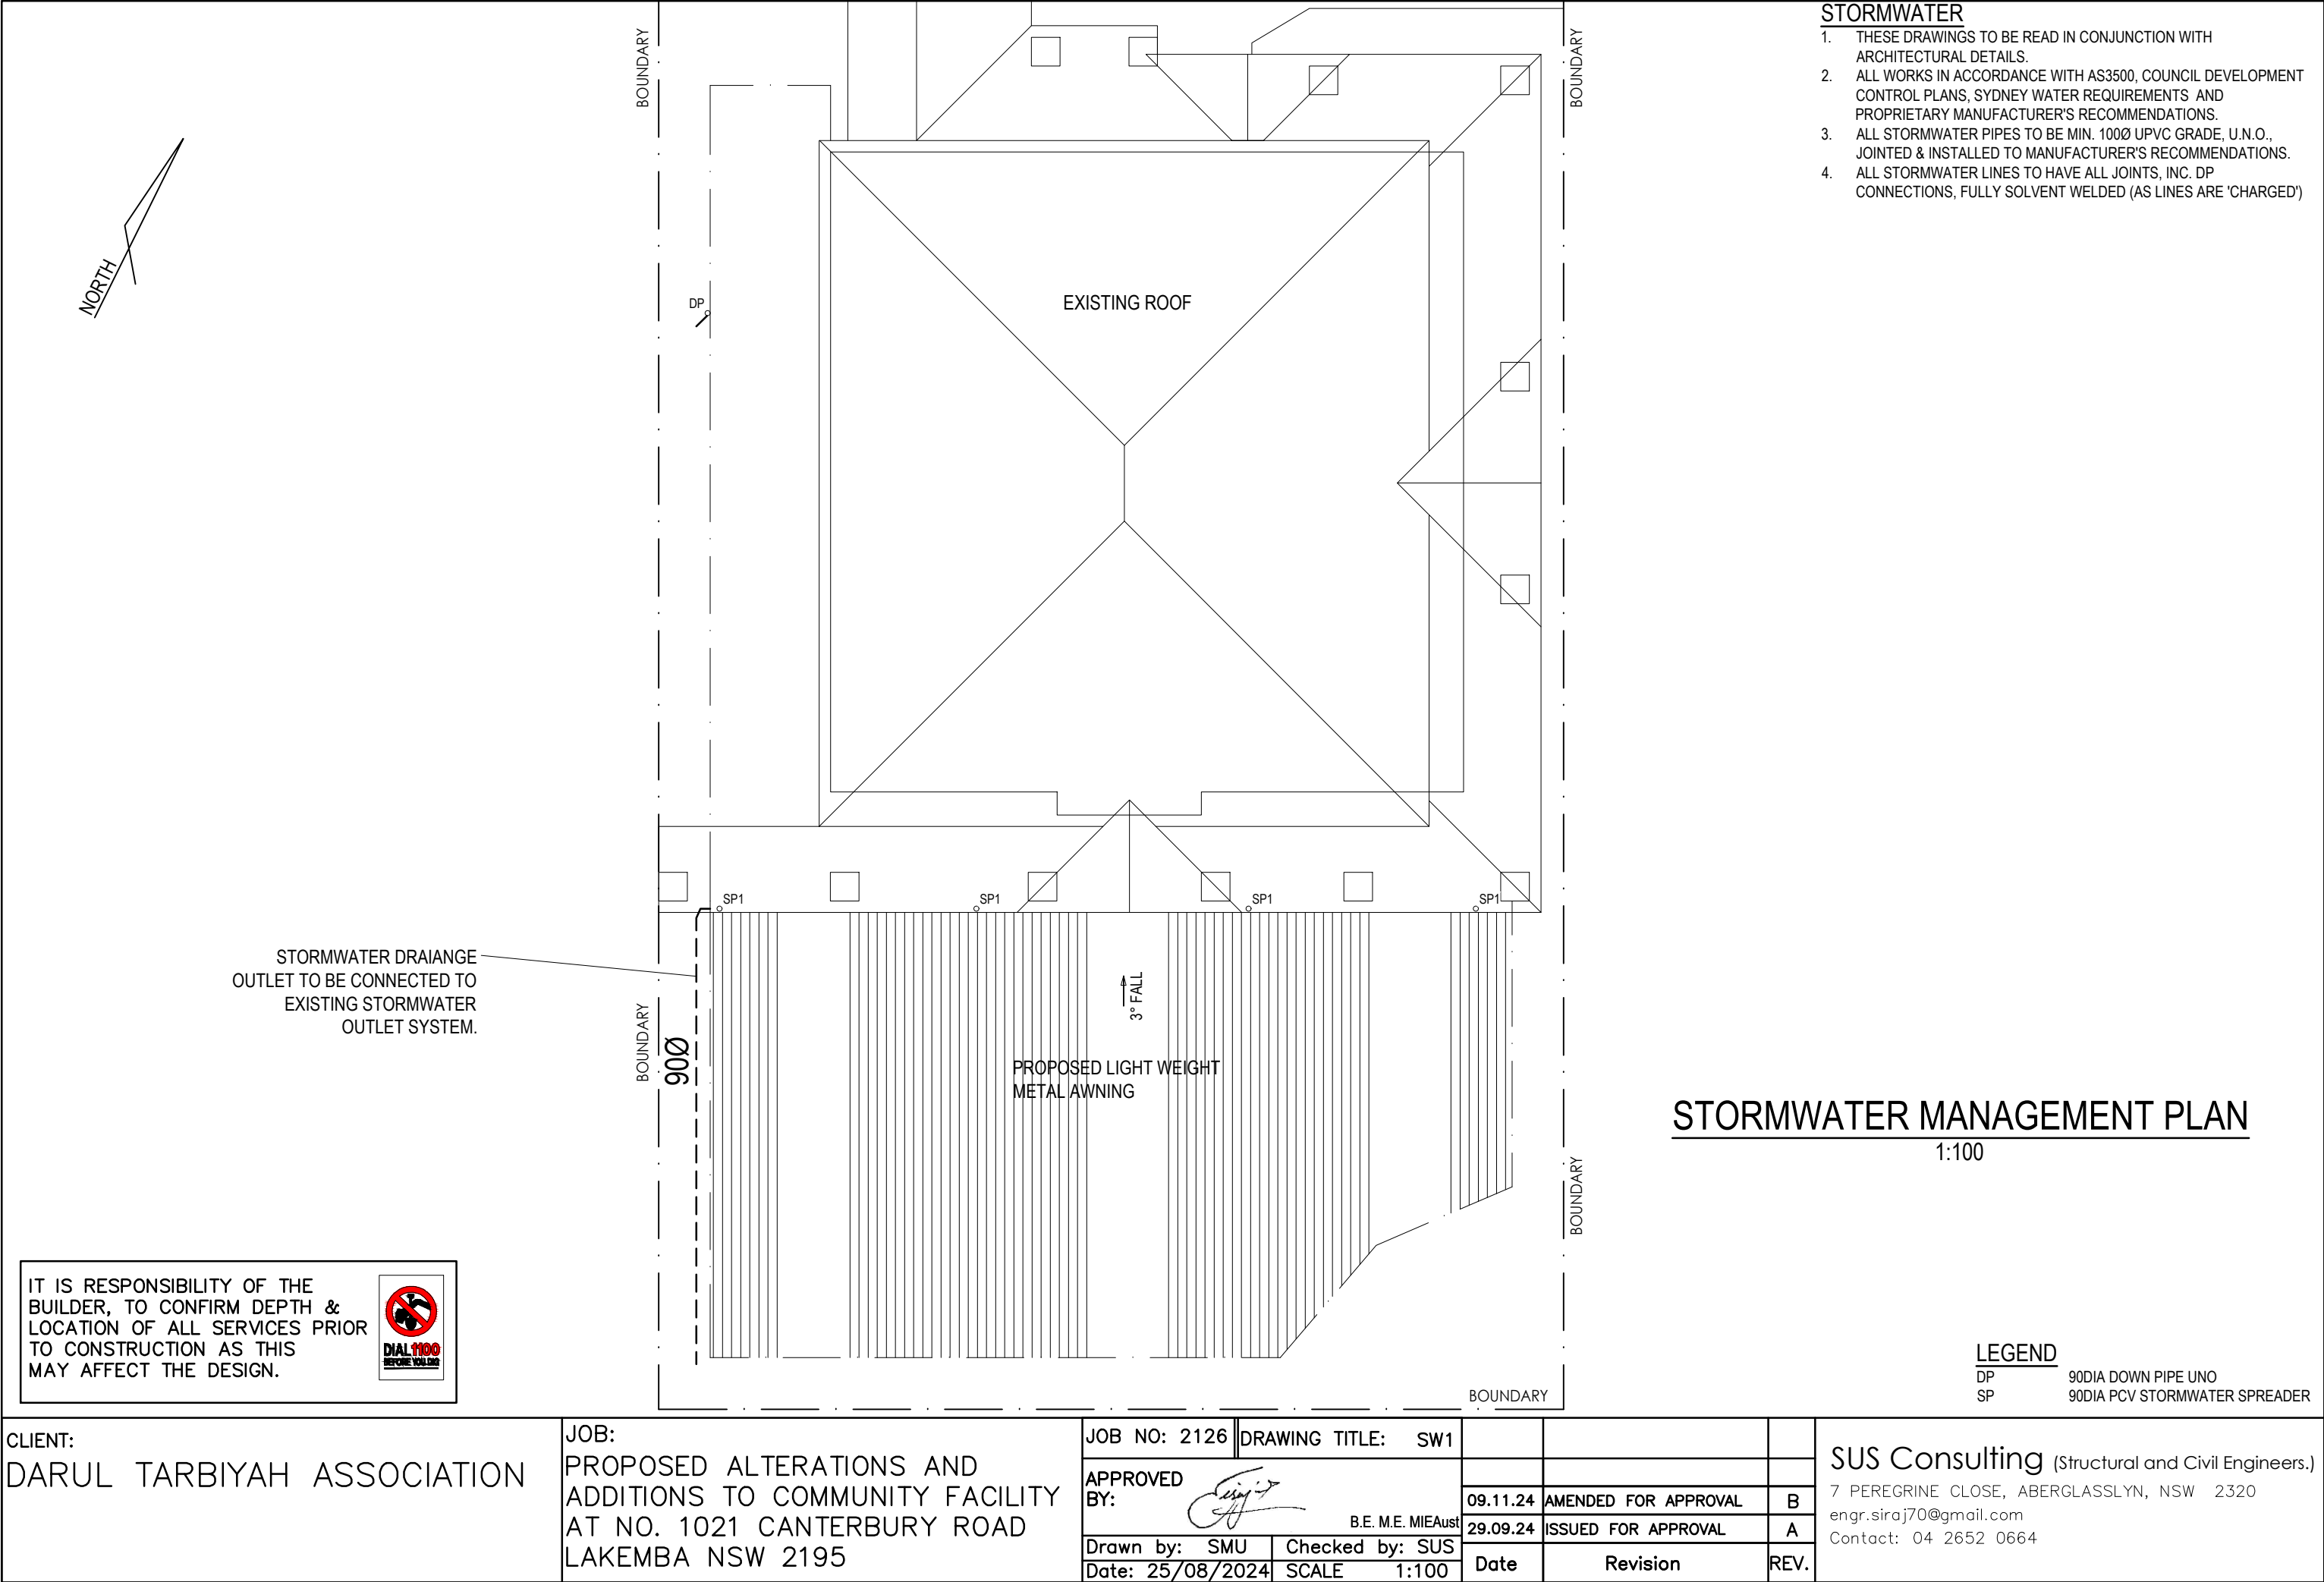 STORMWATER
1. THESE DRAWINGS TO BE READ IN CONJUNCTION WITH
ARCHITECTURAL DETAILS.
2. ALL WORKS IN ACCORDANCE WITH AS3500, COUNCIL DEVELOPMENT
CONTROL PLANS, SYDNEY WATER REQUIREMENTS AND
PROPRIETARY MANUFACTURER'S RECOMMENDATIONS.
3. ALL STORMWATER PIPES TO BE MIN. 100Ø UPVC GRADE, U.N.O.,
JOINTED & INSTALLED TO MANUFACTURER'S RECOMMENDATIONS.
4. ALL STORMWATER LINES TO HAVE ALL JOINTS, INC. DP
CONNECTIONS, FULLY SOLVENT WELDED (AS LINES ARE 'CHARGED')
BOUNDARY
BOUNDARY
NORTH
DP
EXISTING ROOF
SP1
SP1
SP1
SP1
STORMWATER DRAIANGE
OUTLET TO BE CONNECTED TO
EXISTING STORMWATER
OUTLET SYSTEM.
BOUNDARY
90Ø
3° FALL
PROPOSED LIGHT WEIGHT
METAL AWNING
BOUNDARY
STORMWATER MANAGEMENT PLAN
1:100
IT IS RESPONSIBILITY OF THE
BUILDER, TO CONFIRM DEPTH &
LOCATION OF ALL SERVICES PRIOR
TO CONSTRUCTION AS THIS
MAY AFFECT THE DESIGN.
DIAL1100
BEFORE YOU DIG
BOUNDARY
LEGEND
DP 90DIA DOWN PIPE UNO
SP 90DIA PCV STORMWATER SPREADER
CLIENT:
DARUL TARBIYAH ASSOCIATION
JOB:
PROPOSED ALTERATIONS AND
ADDITIONS TO COMMUNITY FACILITY
AT NO. 1021 CANTERBURY ROAD
LAKEMBA NSW 2195
JOB NO: 2126 DRAWING TITLE: SW1
APPROVED
BY:
B.E. M.E. MIEAust
Drawn by: SMU Checked by: SUS
Date: 25/08/2024 SCALE 1:100
09.11.24 AMENDED FOR APPROVAL B
29.09.24 ISSUED FOR APPROVAL A
Date Revision REV.
SUS Consulting (Structural and Civil Engineers.)
7 PEREGRINE CLOSE, ABERGLASSLYN, NSW 2320
engr.siraj70@gmail.com
Contact: 04 2652 0664